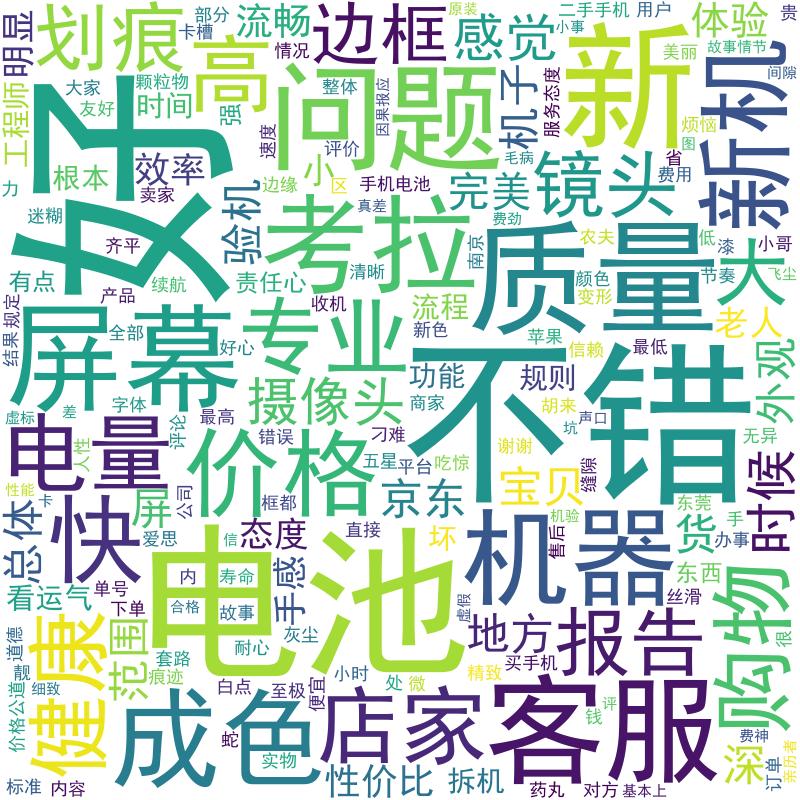 部分
卡槽
流畅
边框
感觉
原装
小事
二手手机
用户
贵
体验
故事情节
间隙
划痕
高
工程师
明显
大家
颗粒物
友好
时间
强
情况
整体
因果报应
服务态度
机子
新
美丽
烦恼
图
新机
好
问题
速度
评价
毛病
省
费用
力
根本
效率
卖家
小
边缘
区
手机电池
完美
镜头
迷糊
验机
考拉
真差
费劲
南京
农夫
低
漆
小哥
齐平
清晰
质量
大
节奏
飞尘
有点
续航
责任心
颜色
变形
产品
收机
流程
结果
规定
屏幕
全部
好心
专业
新色
苹果
信赖
最低
老人
虚标
差
字体
摄像头
不错
功能
规则
外观
商家
胡来
声口
坑
电量
人性
评论
最高
错误
刁难
谢谢
无异
价格
五星
平台
吃惊
宝贝
缝隙
时候
性能
卡
屏
公司
框都
京东
东莞
手
总体
快
爱思
态度
直接
坏
机器
机验
售后
货
办事
看运气
单号
下单
信
内
寿命
手感
电池
虚假
东西
丝滑
购物
很
合格
故事
灰尘
耐心
地方
报告
道德
健康
范围
套路
痕迹
白点
至极
便宜
小时
处
微
精致
买手机
客服
靓
细致
价格公道
成色
蛇
店家
钱
评
深
费神
亲历者
订单
标准
内容
实物
性价比
拆机
药丸
对方
基本上